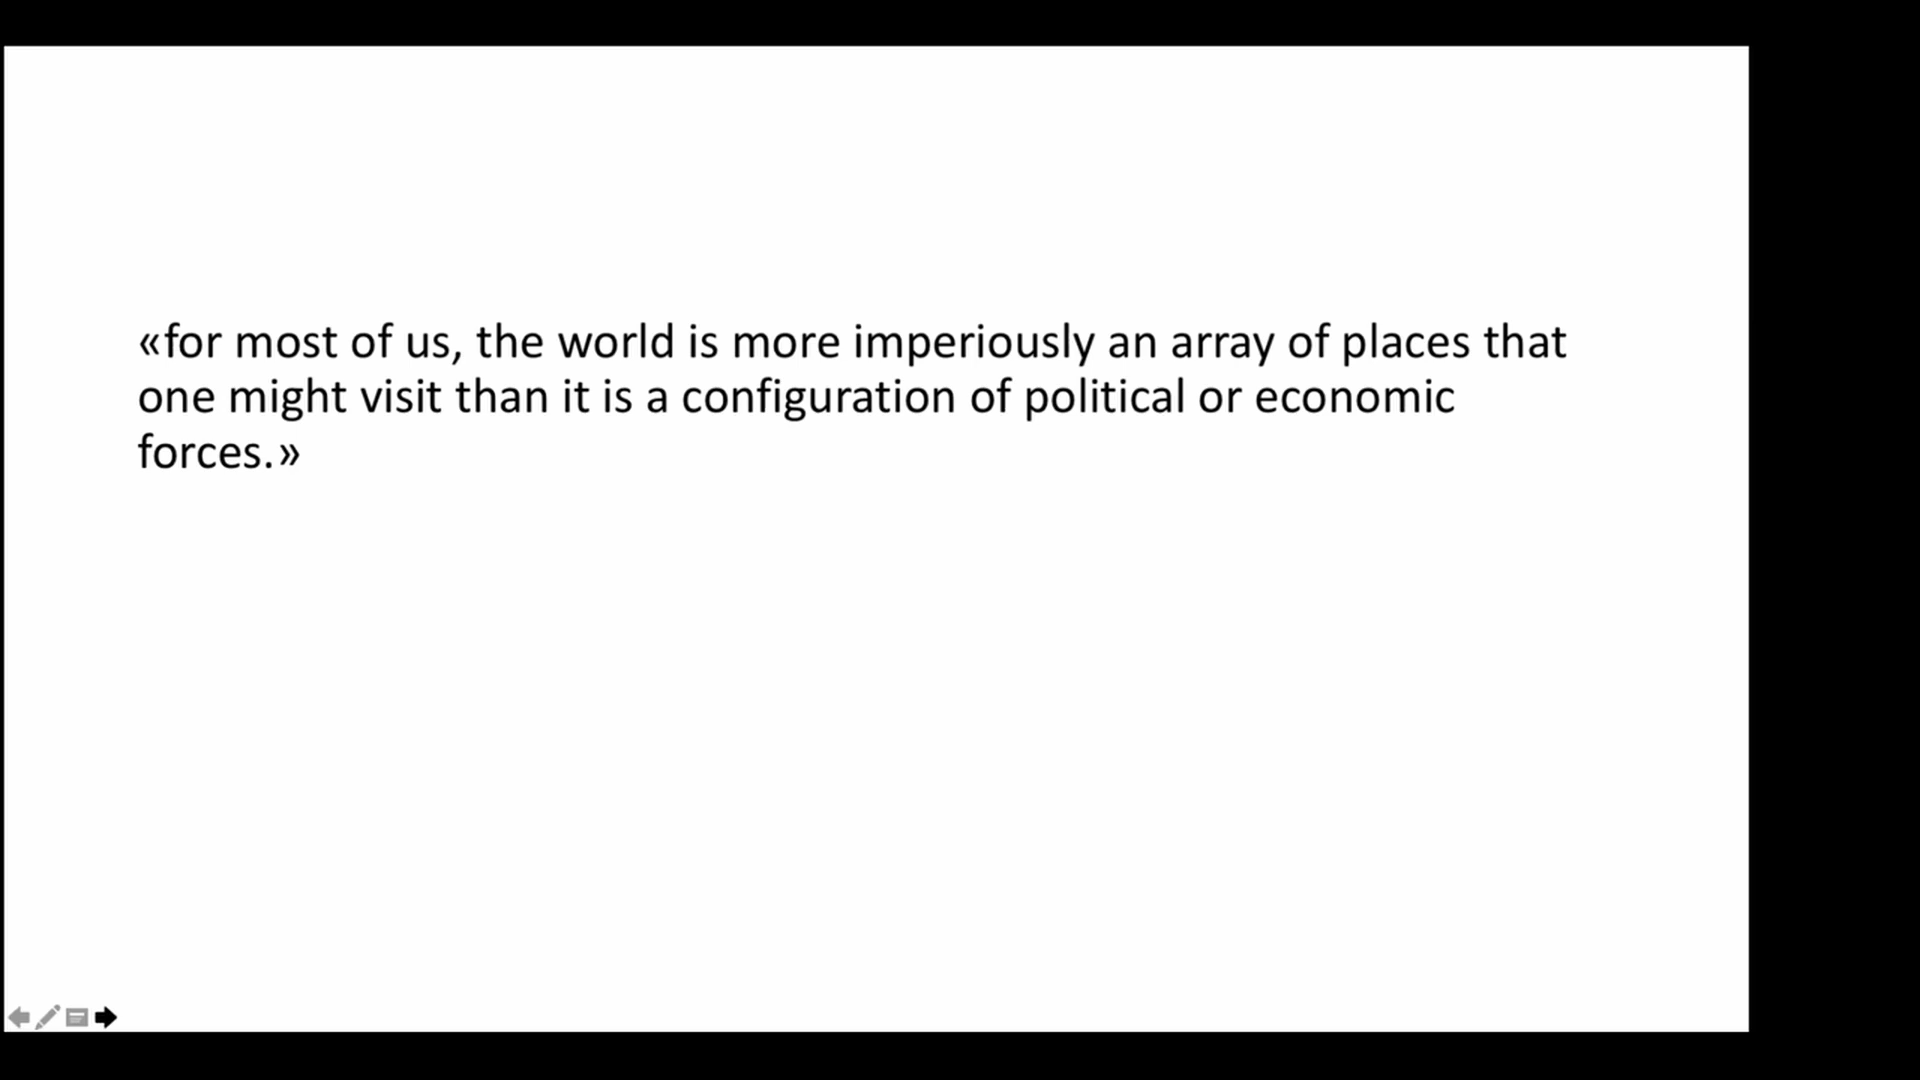 «for most of us, the world is more imperiously an array of places that
one might visit than it is a configuration of political or economic
forces.»